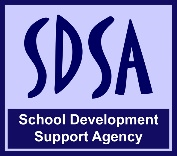 SDSA
School Development
Support Agency